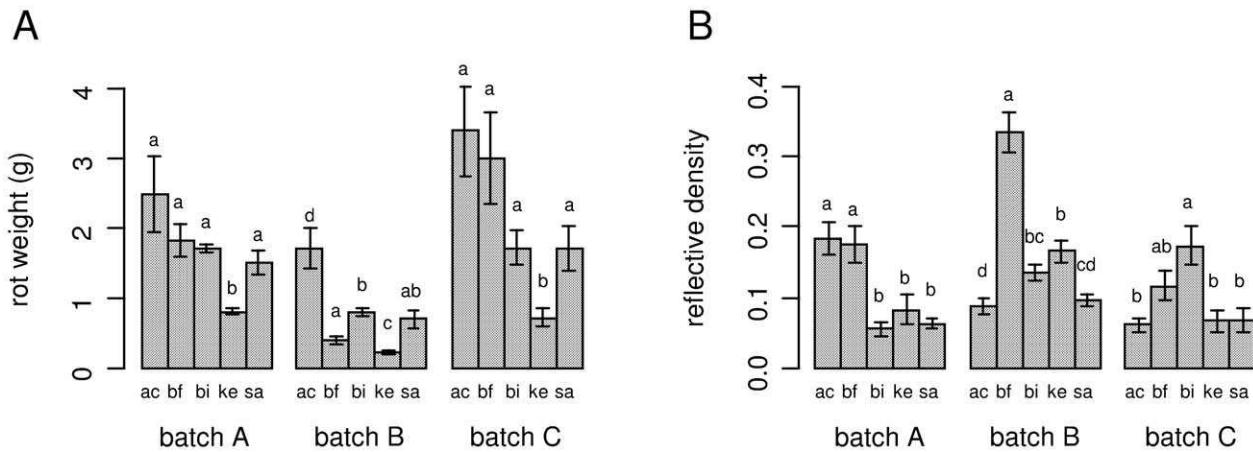 A
rot weight (g)
0 1 2 3 4
a a a b a
d a b c ab
a a a b a
ac bf bi ke sa
ac bf bi ke sa
ac bf bi ke sa
batch A batch B batch C
B
reflective density
0.0 0.1 0.2 0.3 0.4
a a b b b
d a bc b cd
b ab a b b
ac bf bi ke sa
ac bf bi ke sa
ac bf bi ke sa
batch A batch B batch C